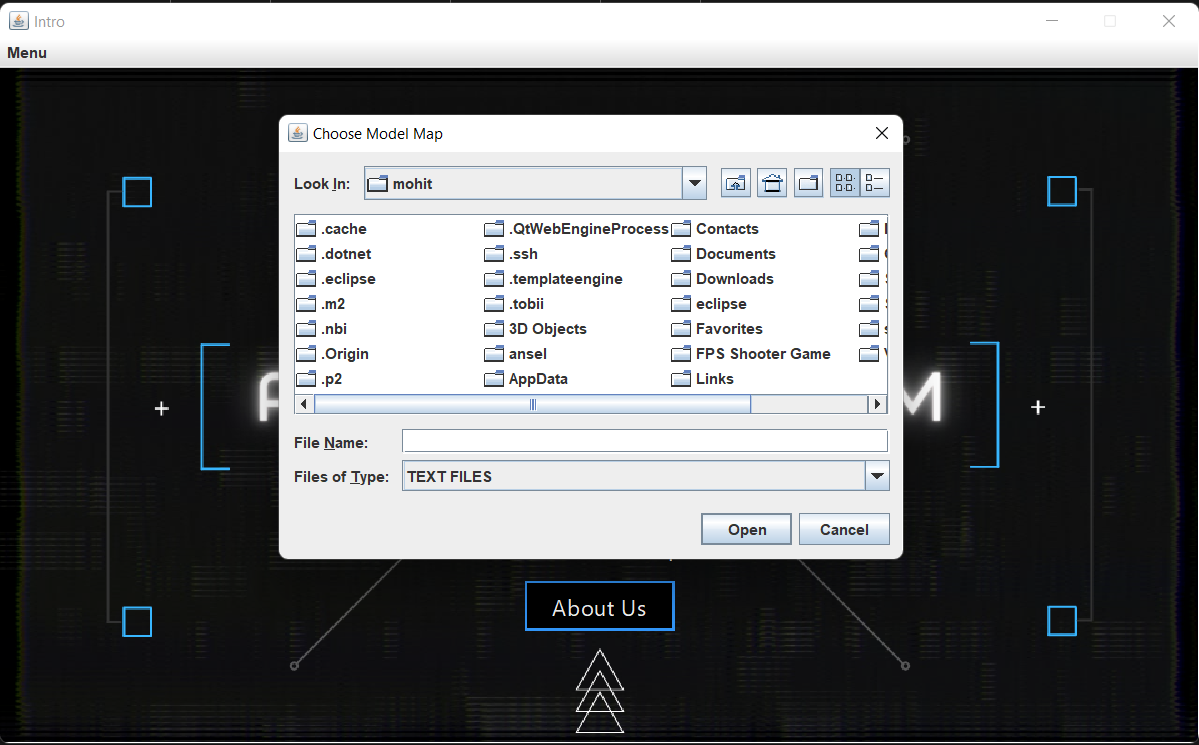 Intro
Menu
Choose Model Map
Look In:
mohit
.cache
.dotnet
.eclipse
.m2
.nbi
.Origin
.p2
.QtWebEngineProcess
.ssh
.templateengine
.tobii
3D Objects
ansel
AppData
Contacts
Documents
Downloads
eclipse
Favorites
FPS Shooter Game
Links
M
File Name:
Files of Type:
TEXT FILES
Open
Cancel
About Us